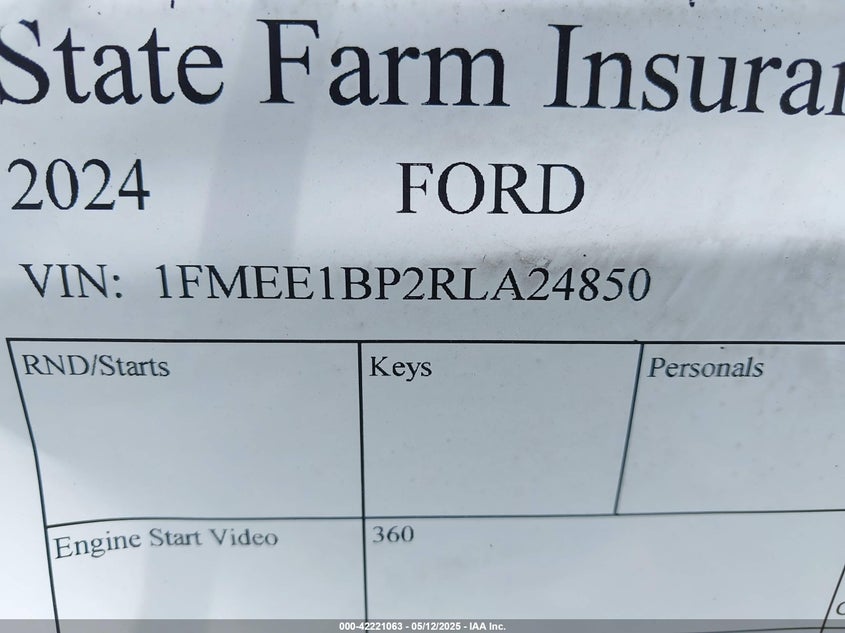 State Farm Insura
2024 FORD
VIN: 1FMEE1BP2RLA24850
RND/Starts Keys Personals
Engine Start Video 360
000-42221063 - 05/12/2025 - IAA Inc.